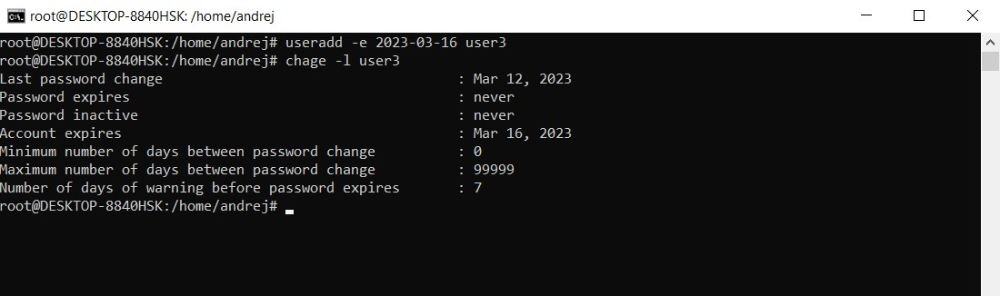 root@DESKTOP-8840HSK: /home/andrej
root@DESKTOP-8840HSK:/home/andrej# useradd -e 2023-03-16 user3
root@DESKTOP-8840HSK:/home/andrej# chage -l user3
Last password change                                    : Mar 12, 2023
Password expires                                        : never
Password inactive                                       : never
Account expires                                         : Mar 16, 2023
Minimum number of days between password change          : 0
Maximum number of days between password change          : 99999
Number of days of warning before password expires       : 7
root@DESKTOP-8840HSK:/home/andrej#